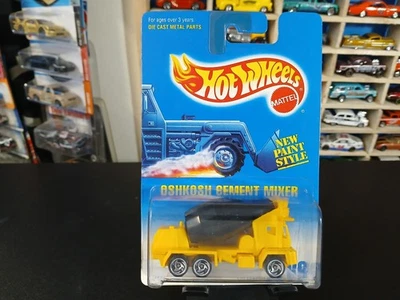 For ages over 3 years
DIE CAST METAL PARTS
Hot Wheels
MATTEL
NEW
PAINT
STYLE
OSHKOSH CEMENT MIXER